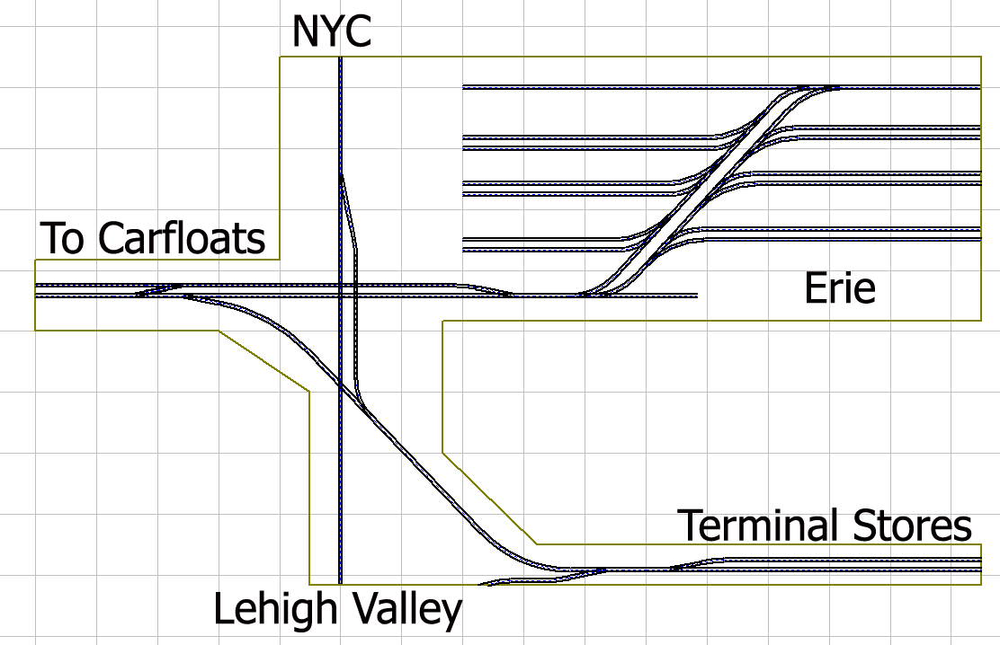 NYC
To Carfloats
Erie
Terminal Stores
Lehigh Valley